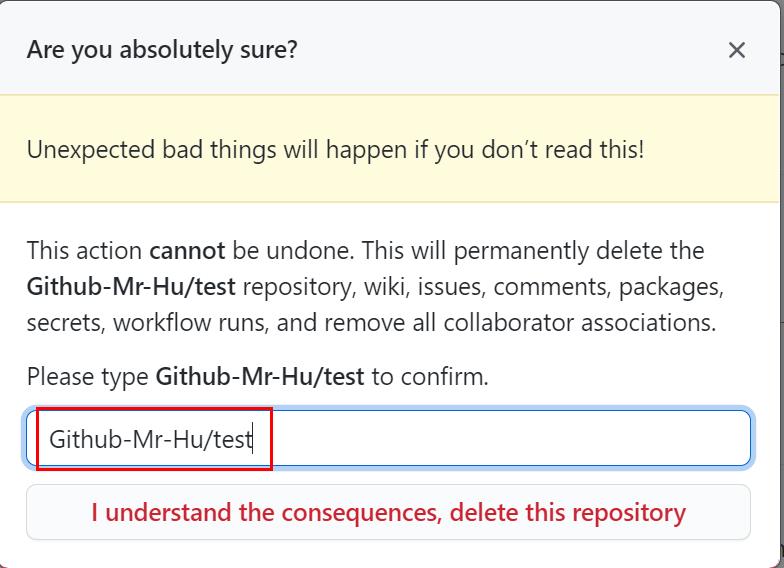 Are you absolutely sure?
Unexpected bad things will happen if you don’t read this!
This action cannot be undone. This will permanently delete the
Github-Mr-Hu/test repository, wiki, issues, comments, packages,
secrets, workflow runs, and remove all collaborator associations.
Please type Github-Mr-Hu/test to confirm.
Github-Mr-Hu/test
I understand the consequences, delete this repository